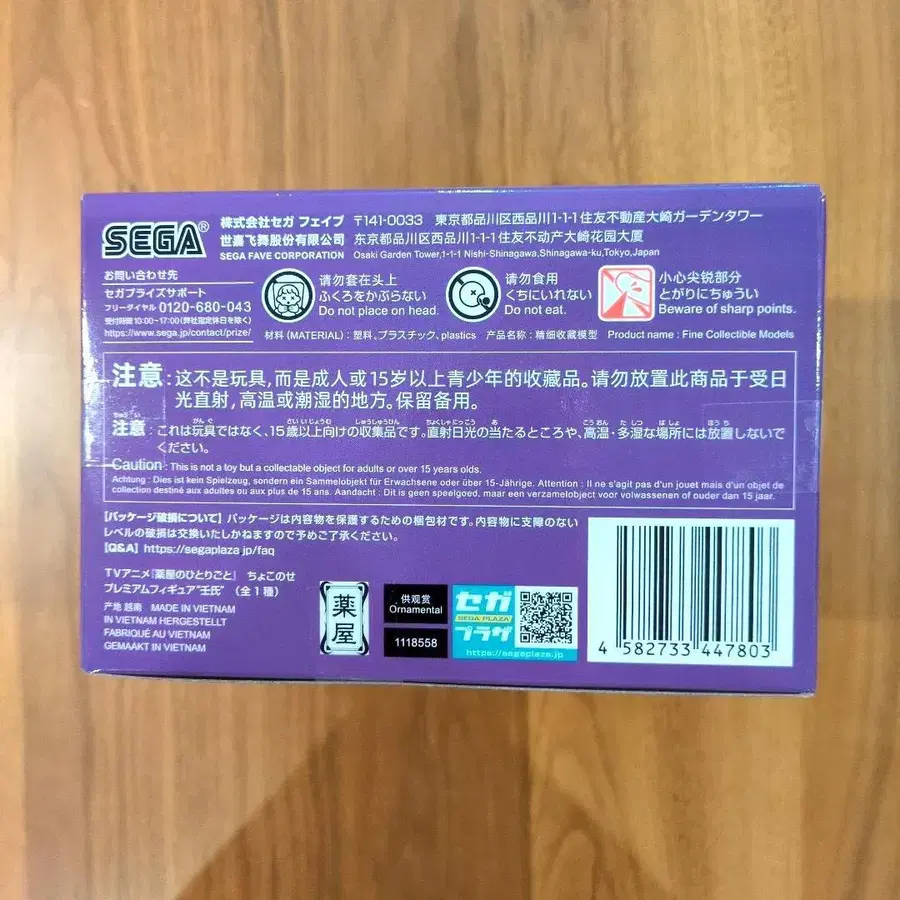 SEGA®
株式会社セガ フェイブ 〒141-0033 東京都品川区西品川1-1-1住友不動産大崎ガーデンタワー
世嘉飞舞股份有限公司 东京都品川区西品川1-1-1住友不动产大崎花园大厦
SEGA FAVE CORPORATION Osaki Garden Tower,1-1-1 Nishi-Shinagawa,Shinagawa-ku,Tokyo,Japan
お問い合わせ先
セガプライズサポート
フリーダイヤル 0120-680-043
受付時間 10:00~17:00(弊社指定休日を除く)
https://www.sega.jp/contact/prize/
请勿套在头上
ふくろをかぶらない
Do not place on head.
请勿食用
くちにいれない
Do not eat.
小心尖锐部分
とがりにちゅうい
Beware of sharp points.
材料 (MATERIAL) : 塑料, プラスチック, plastics 产品名称 : 精细收藏模型 Product name : Fine Collectible Models
注意 : 这不是玩具,而是成人或15岁以上青少年的收藏品。请勿放置此商品于受日
光直射,高温或潮湿的地方。保留备用。
注意 : これは玩具ではなく、15歳以上向けの収集品です。直射日光の当たるところや、高温・多湿な場所には放置しないで
ください。
Caution : This is not a toy but a collectable object for adults or over 15 years old.
Achtung : Dies ist kein Spielzeug, sondern ein Sammelobjekt für Erwachsene oder über 15-Jährige. Attention : Il ne s'agit pas d'un jouet mais d'un objet de
collection destiné aux adultes ou aux plus de 15 ans. Aandacht : Dit is geen speelgoed, maar een verzamelobject voor volwassenen of ouder dan 15 jaar.
【パッケージ破損について】パッケージは内容物を保護するための梱包材です。内容物に支障のない
レベルの破損は交換いたしかねますので予めご了承ください。
【Q&A】https://segaplaza.jp/faq
TVアニメ『薬屋のひとりごと』 ちょこのせ
プレミアムフィギュア“壬氏” (全1種)
产地 越南 MADE IN VIETNAM
IN VIETNAM HERGESTELLT
FABRIQUÉ AU VIETNAM
GEMAAKT IN VIETNAM
薬屋
供观赏
Ornamental
1118558
セガ
SEGA PLAZA
プラザ
https://segaplaza.jp
4 582733 447803